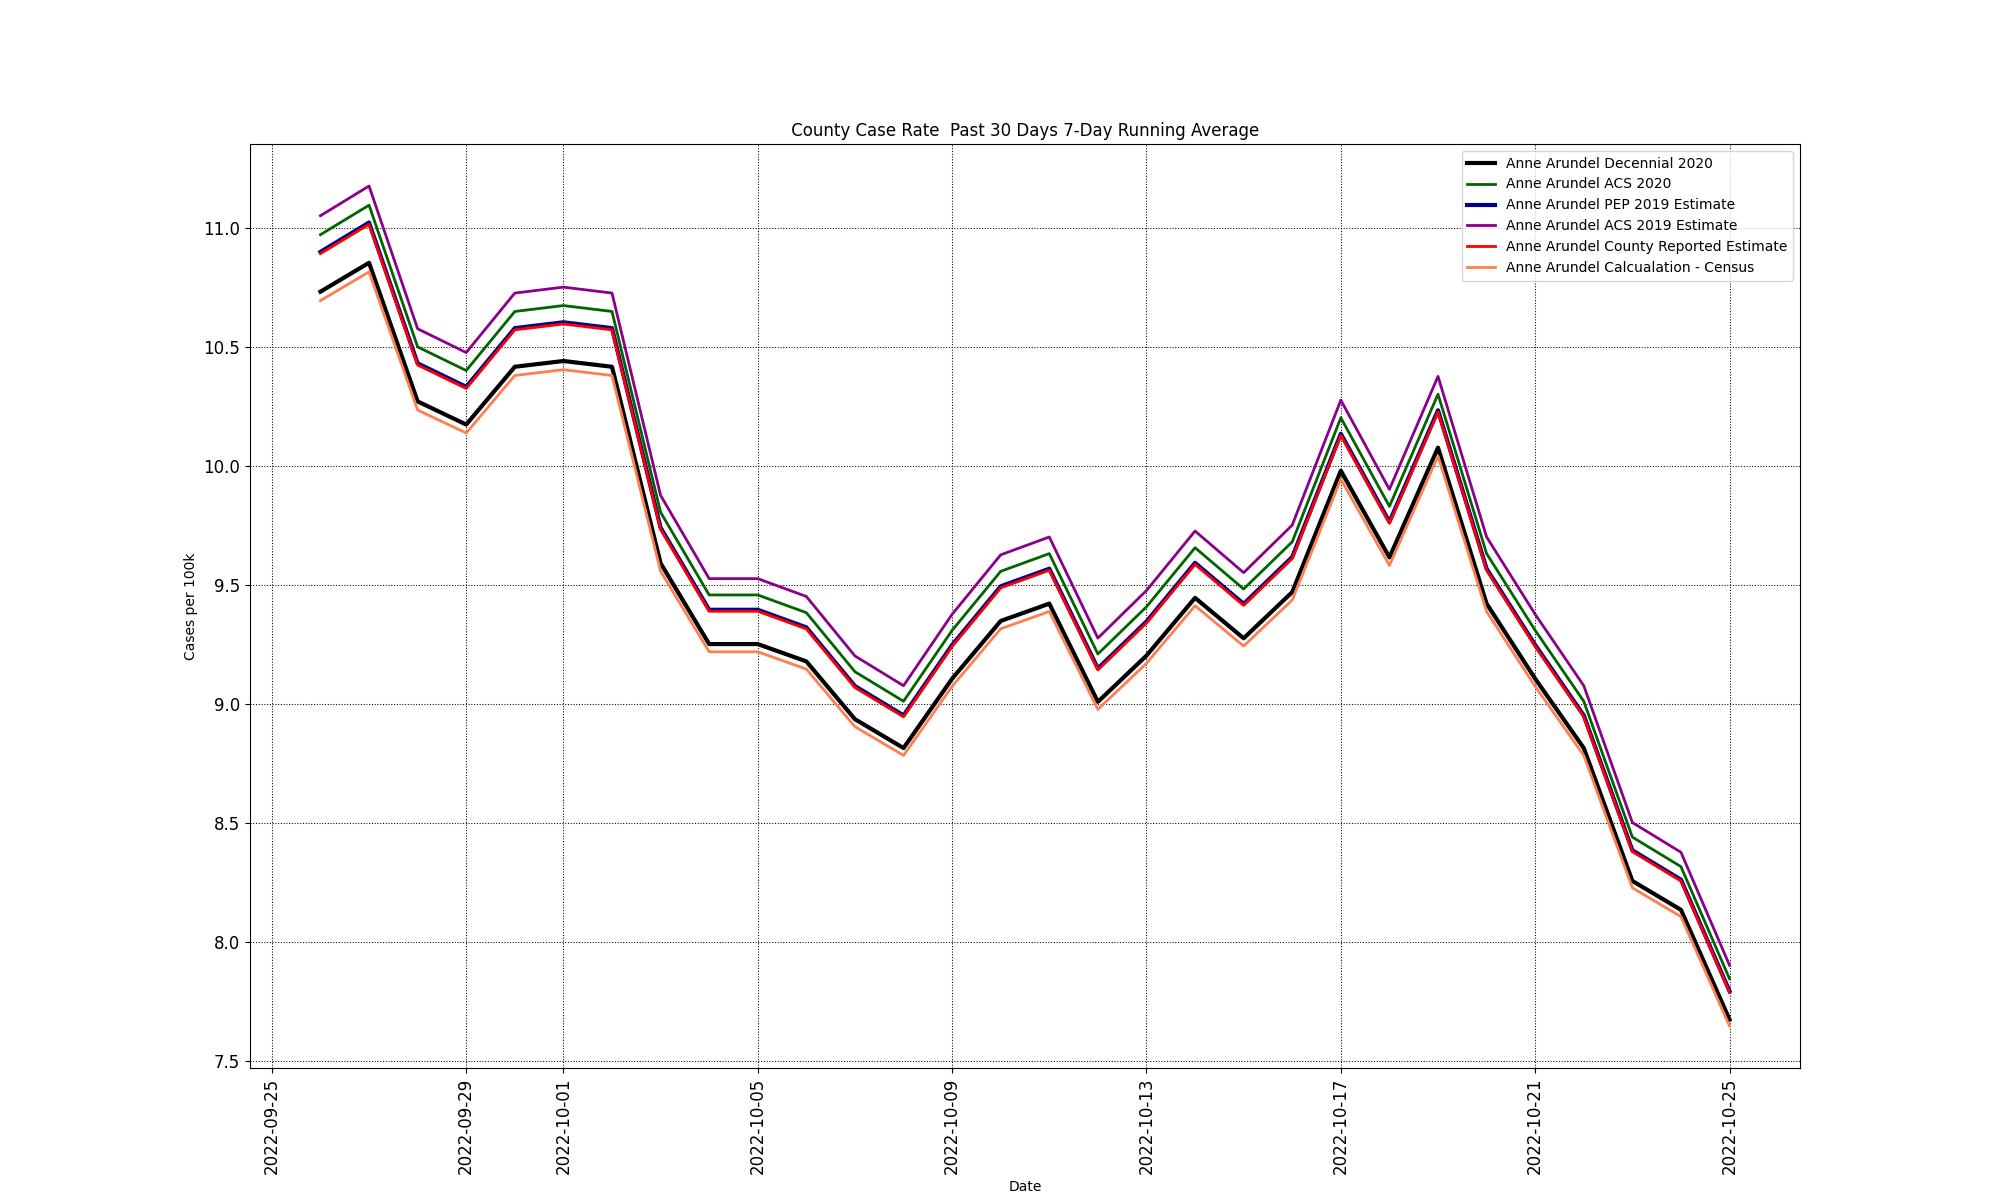 County Case Rate  Past 30 Days 7-Day Running Average
Anne Arundel Decennial 2020
Anne Arundel ACS 2020
Anne Arundel PEP 2019 Estimate
Anne Arundel ACS 2019 Estimate
Anne Arundel County Reported Estimate
Anne Arundel Calcualation - Census
Cases per 100k
11.0
10.5
10.0
9.5
9.0
8.5
8.0
7.5
2022-09-25
2022-09-29
2022-10-01
2022-10-05
2022-10-09
2022-10-13
2022-10-17
2022-10-21
2022-10-25
Date